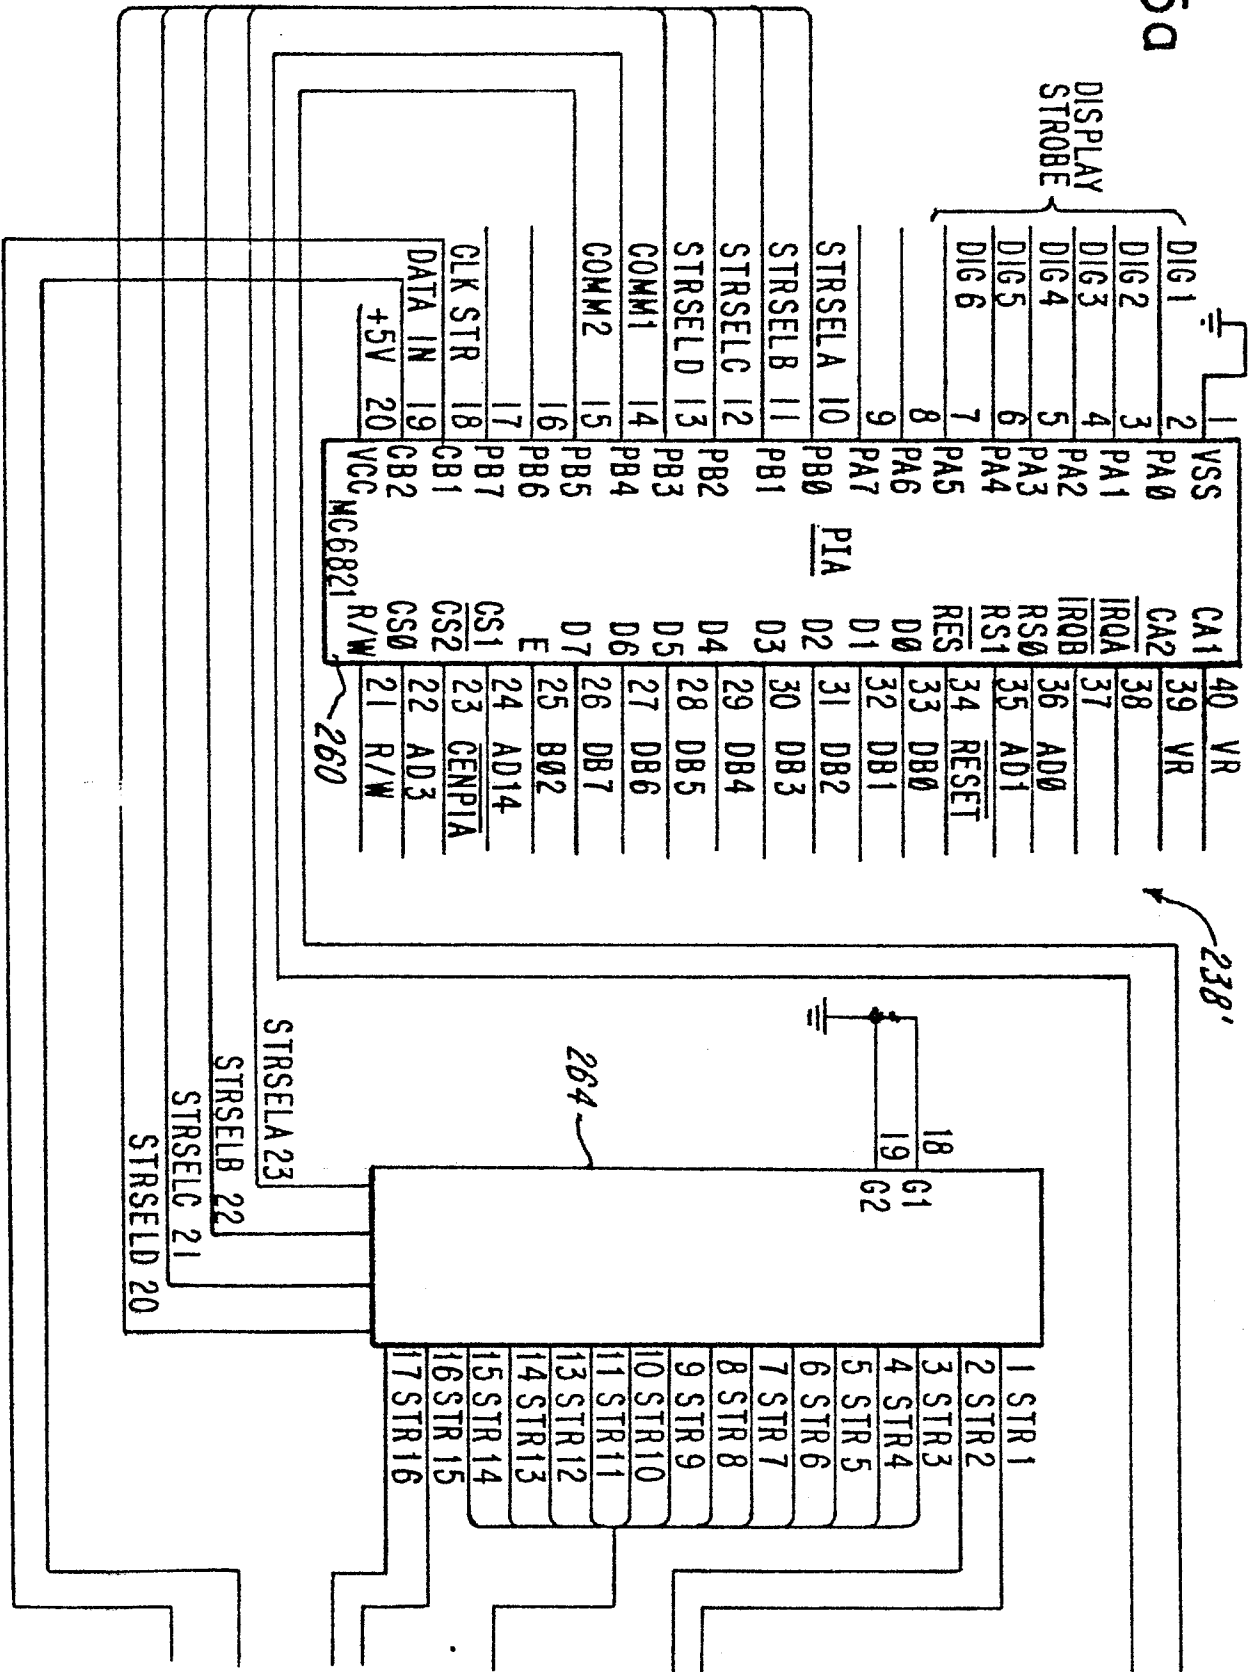 5a
DISPLAY
STROBE
DIG 1
DIG 2
DIG 3
DIG 4
DIG 5
DIG 6
STRSELA
STRSELB
STRSELC
STRSELD
COMM1
COMM2
CLK STR
DATA IN
+5V
1
2
3
4
5
6
7
8
9
10
11
12
13
14
15
16
17
18
19
20
VSS
PA0
PA1
PA2
PA3
PA4
PA5
PA6
PA7
PB0
PB1
PB2
PB3
PB4
PB5
PB6
PB7
CB1
CB2
VCC
PIA
MC6821
CA1
CA2
IRQA
IRQB
RS0
RS1
RES
D0
D1
D2
D3
D4
D5
D6
D7
E
CS1
CS2
CS0
R/W
40 VR
39 VR
38
37
36 AD0
35 AD1
34 RESET
33 DB0
32 DB1
31 DB2
30 DB3
29 DB4
28 DB5
27 DB6
26 DB7
25 BO2
24 AD14
23 CENPIA
22 AD3
21 R/W
260
238'
264
18
19
G1
G2
STRSELA 23
STRSELB 22
STRSELC 21
STRSELD 20
1 STR 1
2 STR 2
3 STR 3
4 STR 4
5 STR 5
6 STR 6
7 STR 7
8 STR 8
9 STR 9
10 STR10
11 STR11
13 STR12
14 STR13
15 STR 14
16 STR 15
17 STR 16